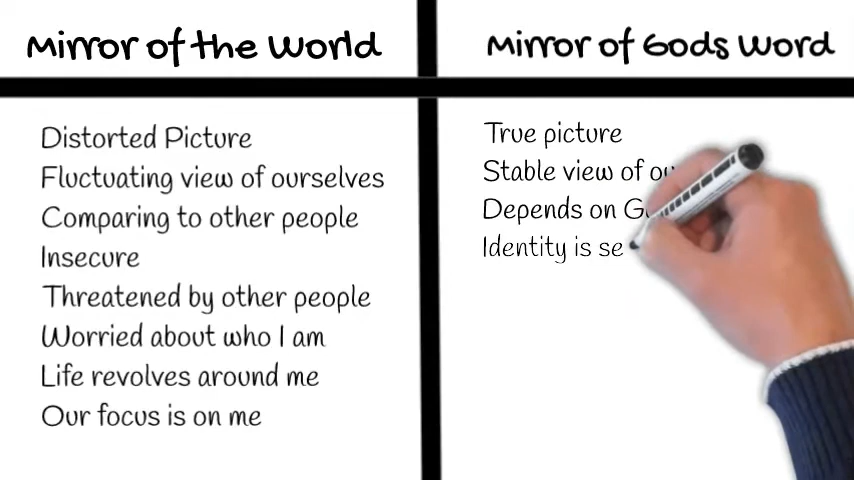 Mirror of the World
Mirror of Gods Word
Distorted Picture
Fluctuating view of ourselves
Comparing to other people
Insecure
Threatened by other people
Worried about who I am
Life revolves around me
Our focus is on me
True picture
Stable view of
Depends on
Identity is se